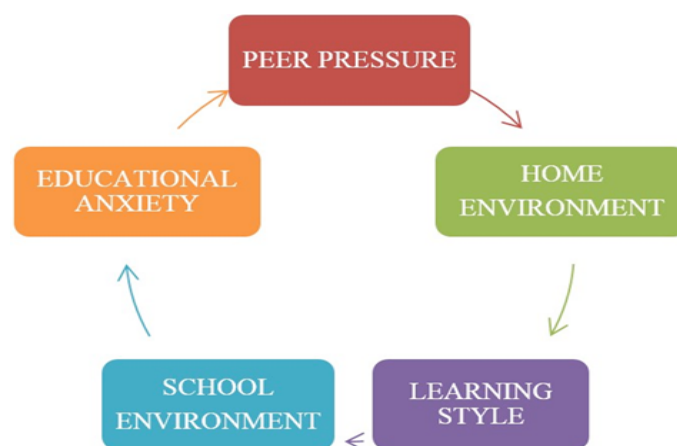 PEER PRESSURE
HOME
ENVIRONMENT
LEARNING
STYLE
SCHOOL
ENVIRONMENT
EDUCATIONAL
ANXIETY